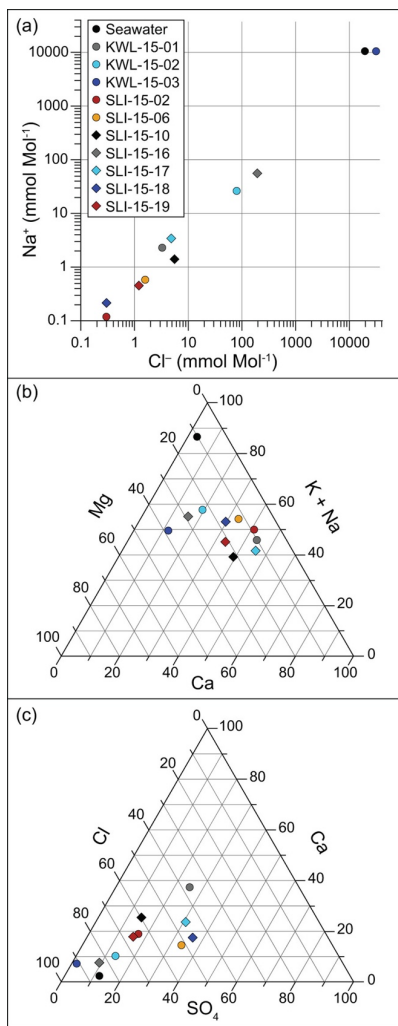 (a)
Seawater
KWL-15-01
KWL-15-02
KWL-15-03
SLI-15-02
SLI-15-06
SLI-15-10
SLI-15-16
SLI-15-17
SLI-15-18
SLI-15-19
Na⁺ (mmol Mol⁻¹)
10000
1000
100
10
1
0.1
0.1 1 10 100 1000 10000
Cl⁻ (mmol Mol⁻¹)
(b)
0 100
20 80
Mg K + Na
40 60
60 40
80 20
100 0
0 20 40 60 80 100
Ca
(c)
0 100
20 80
40 60
Cl Ca
60 40
80 20
100 0
0 20 40 60 80 100
SO₄